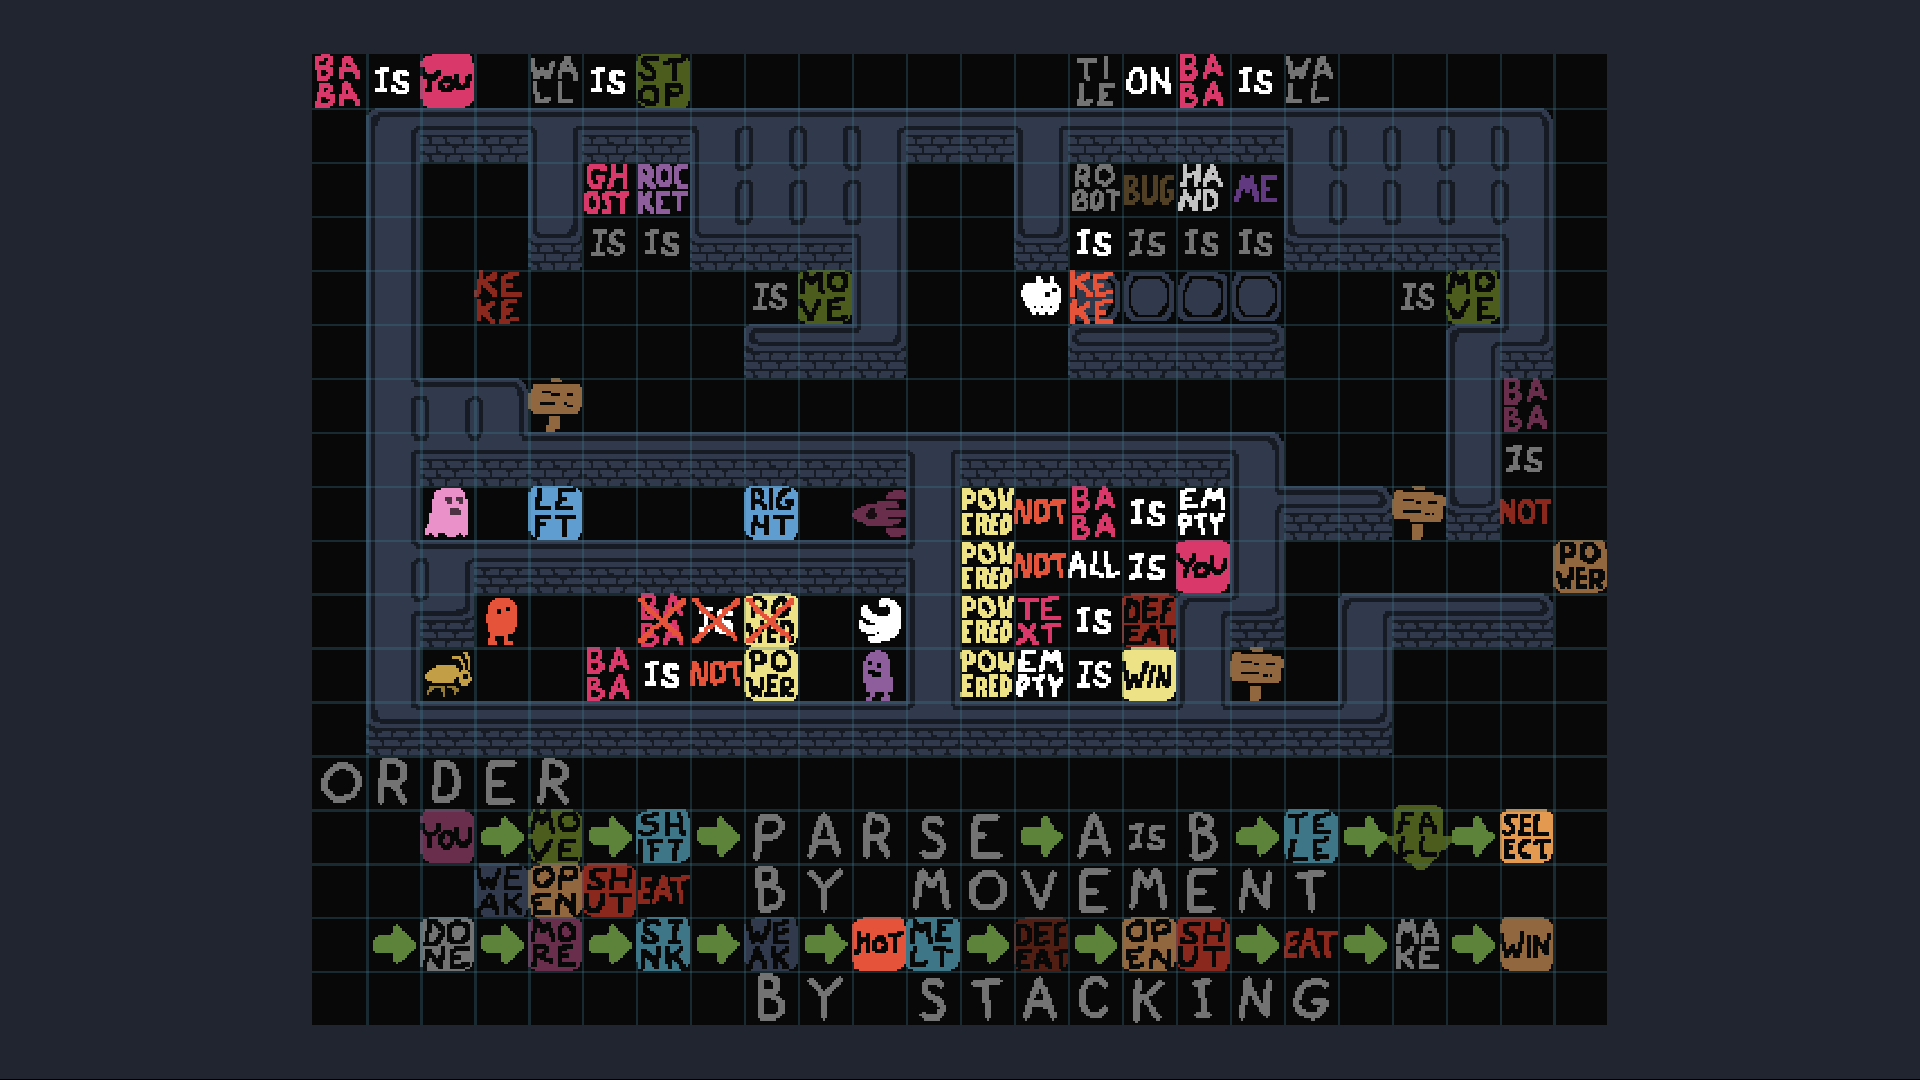 BABA IS YOU WALL IS STOP TILE ON BABA IS WALL
GHOST ROCKET ROBOT BUG HAND ME
IS IS IS IS IS IS
KEKE IS MOVE KEKE IS MOVE
BABA
IS
LEFT RIGHT POWERED NOT BABA IS EMPTY NOT
POWERED NOT ALL IS YOU POWER
BABA IS POWER POWERED TEXT IS DEFEAT
BABA IS NOT POWER POWERED EMPTY IS WIN
ORDER
YOU MOVE SHIFT PARSE A IS B TELE FALL SELECT
WEAK OPEN SHUT EAT BY MOVEMENT
DONE MORE SINK WEAK HOT MELT DEFEAT OPEN SHUT EAT MAKE WIN
BY STACKING